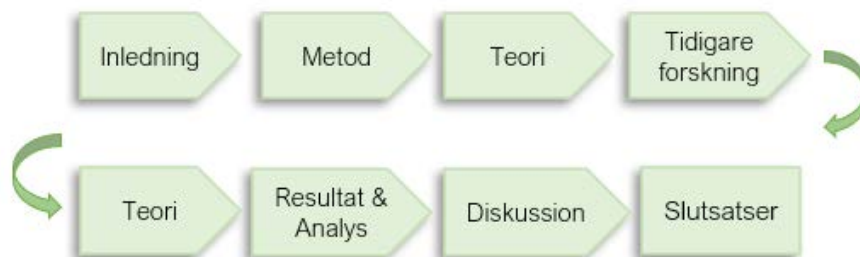 Inledning
Metod
Teori
Tidigare
forskning
Teori
Resultat &
Analys
Diskussion
Slutsatser